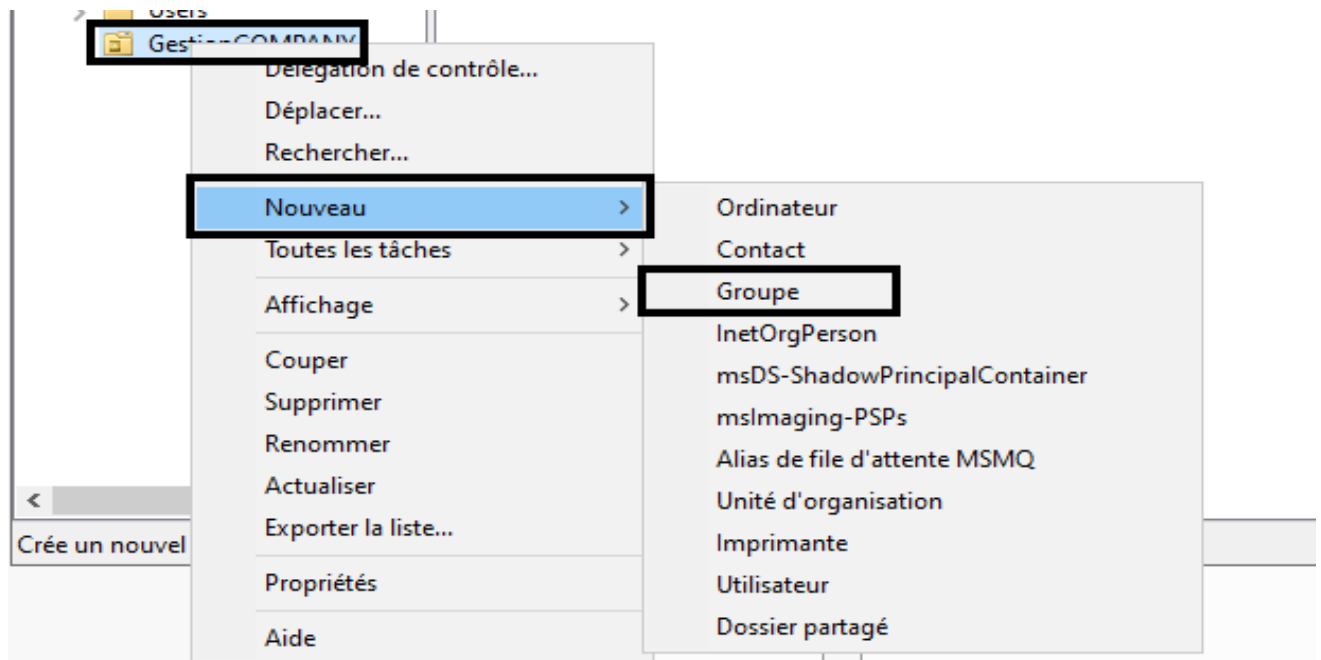 Users
GestionCOMPANY
Délégation de contrôle...
Déplacer...
Rechercher...
Nouveau
Toutes les tâches
Affichage
Couper
Supprimer
Renommer
Actualiser
Exporter la liste...
Propriétés
Aide
Ordinateur
Contact
Groupe
InetOrgPerson
msDS-ShadowPrincipalContainer
msImaging-PSPs
Alias de file d'attente MSMQ
Unité d'organisation
Imprimante
Utilisateur
Dossier partagé
Crée un nouvel